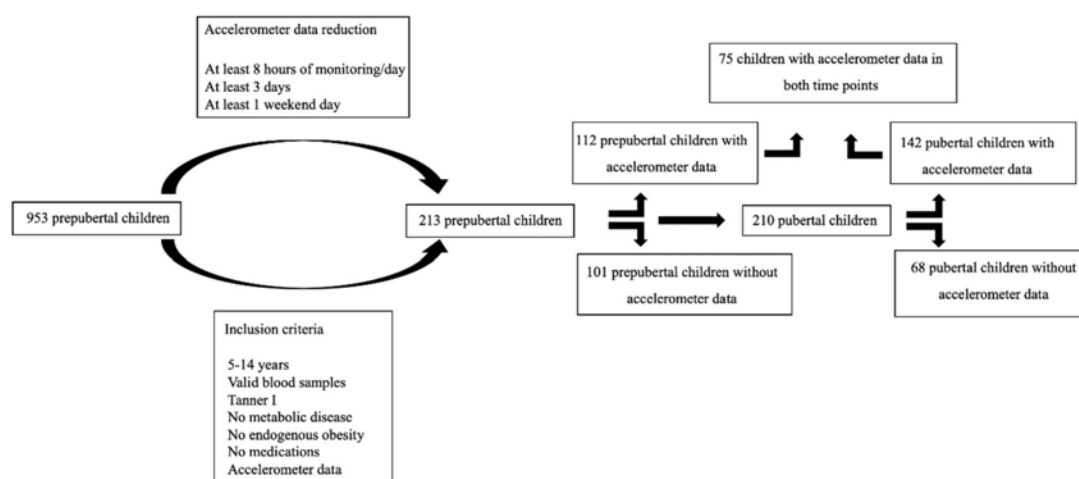 Accelerometer data reduction
At least 8 hours of monitoring/day
At least 3 days
At least 1 weekend day
75 children with accelerometer data in
both time points
112 prepubertal children with
accelerometer data
142 pubertal children with
accelerometer data
953 prepubertal children
213 prepubertal children
210 pubertal children
101 prepubertal children without
accelerometer data
68 pubertal children without
accelerometer data
Inclusion criteria
5-14 years
Valid blood samples
Tanner I
No metabolic disease
No endogenous obesity
No medications
Accelerometer data